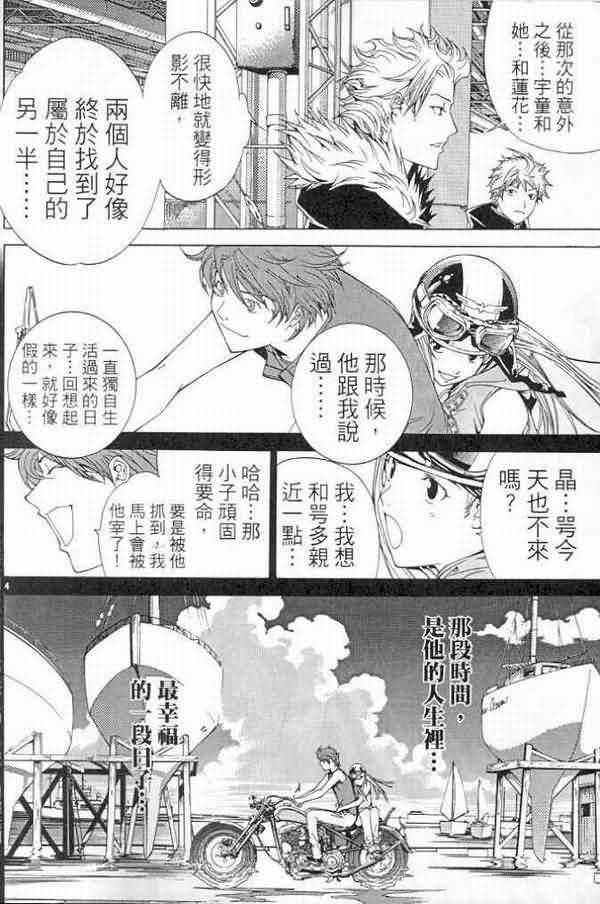 從那次的意外
之後…宇童和
她…和蓮花…
很快地就變得形
影不離，
兩個人好像
終於找到了
屬於自己的
另一半……
那時候，
他跟我說
過……
一直獨自生
活過來的日
子…回想起
來，就好像
假的一樣…
晶…咢今
天也不來
嗎？
我…我想
和咢多親
近一點…
哈哈…那
小子頑固
得要命，
要是被他
抓到，我
馬上會被
他宰了！
4
那段時間，
是他的人生裡…
最幸福
的一段日子…